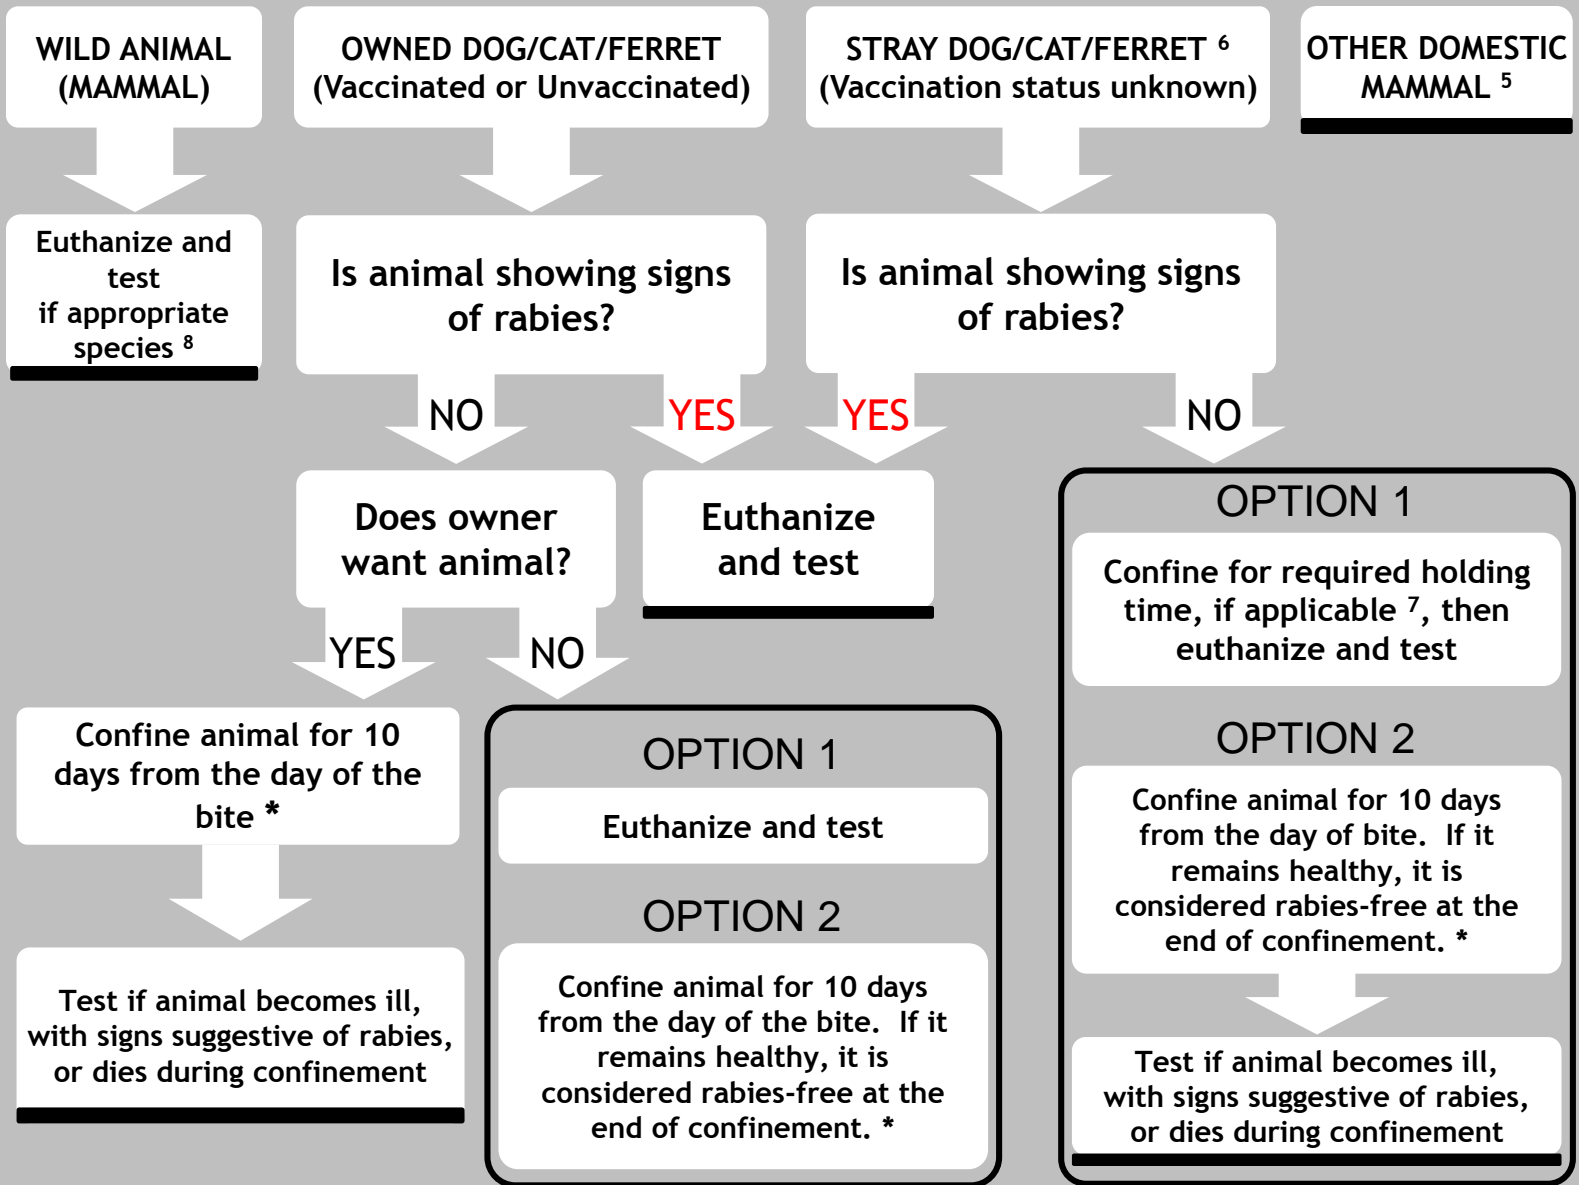 WILD ANIMAL
(MAMMAL)
OWNED DOG/CAT/FERRET
(Vaccinated or Unvaccinated)
STRAY DOG/CAT/FERRET 6
(Vaccination status unknown)
OTHER DOMESTIC
MAMMAL 5
Euthanize and
test
if appropriate
species 8
Is animal showing signs
of rabies?
Is animal showing signs
of rabies?
NO
YES
YES
NO
Does owner
want animal?
Euthanize
and test
OPTION 1
Confine for required holding
time, if applicable 7, then
euthanize and test
YES
NO
Confine animal for 10
days from the day of the
bite *
OPTION 1
Euthanize and test
OPTION 2
Confine animal for 10 days
from the day of the bite. If it
remains healthy, it is
considered rabies-free at the
end of confinement. *
OPTION 2
Confine animal for 10 days
from the day of bite. If it
remains healthy, it is
considered rabies-free at the
end of confinement. *
Test if animal becomes ill,
with signs suggestive of rabies,
or dies during confinement
Test if animal becomes ill,
with signs suggestive of rabies,
or dies during confinement